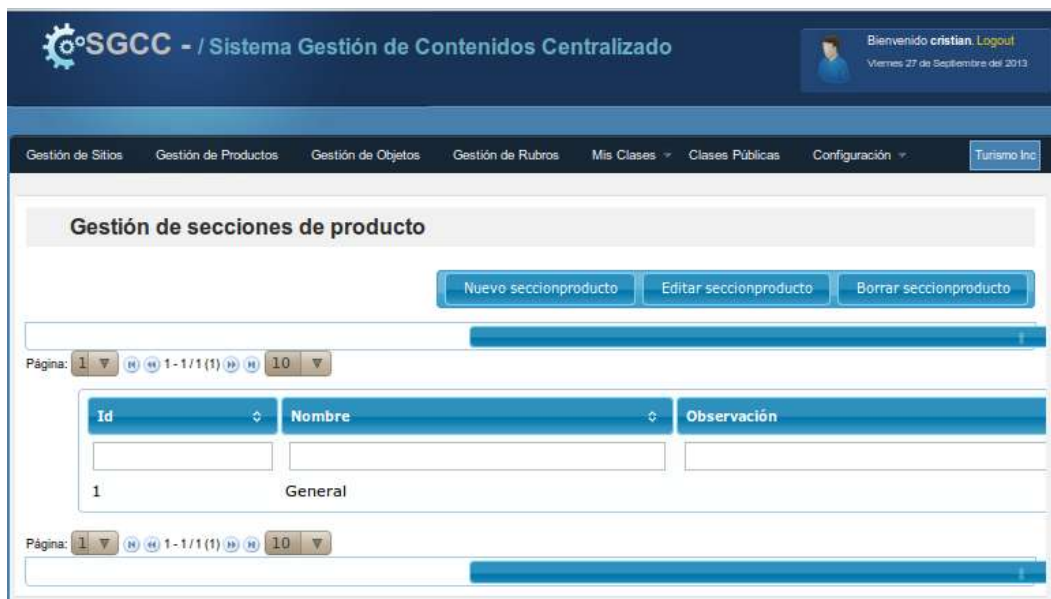 SGCC - / Sistema Gestión de Contenidos Centralizado
Bienvenido cristian. Logout
Viernes 27 de Septiembre del 2013
Gestión de Sitios Gestión de Productos Gestión de Objetos Gestión de Rubros Mis Clases Clases Públicas Configuración Turismo Inc
Gestión de secciones de producto
Nuevo seccionproducto Editar seccionproducto Borrar seccionproducto
Página: 1 1 - 1 / 1 (1) 10
Id Nombre Observación
1 General
Página: 1 1 - 1 / 1 (1) 10